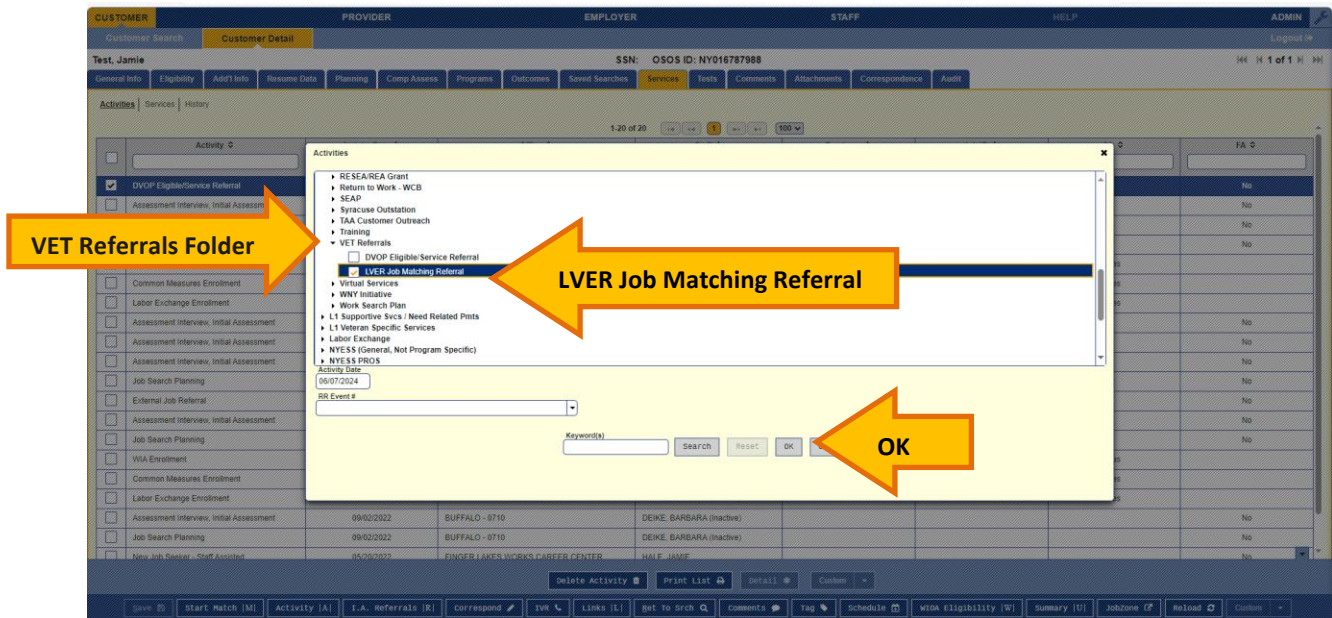 CUSTOMER PROVIDER EMPLOYER STAFF HELP ADMIN
Customer Search Customer Detail Logout
Test, Jamie SSN: OSOS ID: NY016787988 1 of 1
General Info Eligibility Add'l Info Resume Data Planning Comp Assess Programs Outcomes Saved Searches Services Tests Comments Attachments Correspondence Audit
Activities Services History
1-20 of 20 1 100
Activity FA
Activities
RESEA/REA Grant
Return to Work - WCB
DVOP Eligible/Service Referral No
SEAP
Assessment Interview, Initial Assessm No
Syracuse Outstation
TAA Customer Outreach
No
Training
VET Referrals Folder
VET Referrals
No
DVOP Eligible/Service Referral
LVER Job Matching Referral
LVER Job Matching Referral
Common Measures Enrolment
Virtual Services
WNY Initiative
Labor Exchange Enrolment
Work Search Plan
L1 Supportive Svcs / Need Related Pmts
Assessment Interview, Initial Assessment No
L1 Veteran Specific Services
Labor Exchange
Assessment Interview, Initial Assessment No
NYESS (General, Not Program Specific)
Assessment Interview, Initial Assessment No
NYESS PROS
Activity Date
Job Search Planning 06/07/2024 No
RR Event #
External Job Referral No
Assessment Interview, Initial Assessment No
Keyword(s)
Job Search Planning Search Reset OK No
OK
WIA Enrolment
Common Measures Enrolment
Labor Exchange Enrolment
Assessment Interview, Initial Assessment 09/02/2022 BUFFALO - 0710 DEIKE, BARBARA (Inactive) No
Job Search Planning 09/02/2022 BUFFALO - 0710 DEIKE, BARBARA (Inactive) No
New Job Seeker - Staff Assisted 05/20/2022 FINGER LAKES WORKS CAREER CENTER HALE, JAMIE No
Delete Activity Print List Detail Custom
Save Start Match [M] Activity [A] I.A. Referrals [R] Correspond IVR Links [L] Ret To Srch Comments Tag Schedule WIOA Eligibility [W] Summary [U] JobZone Reload Custom